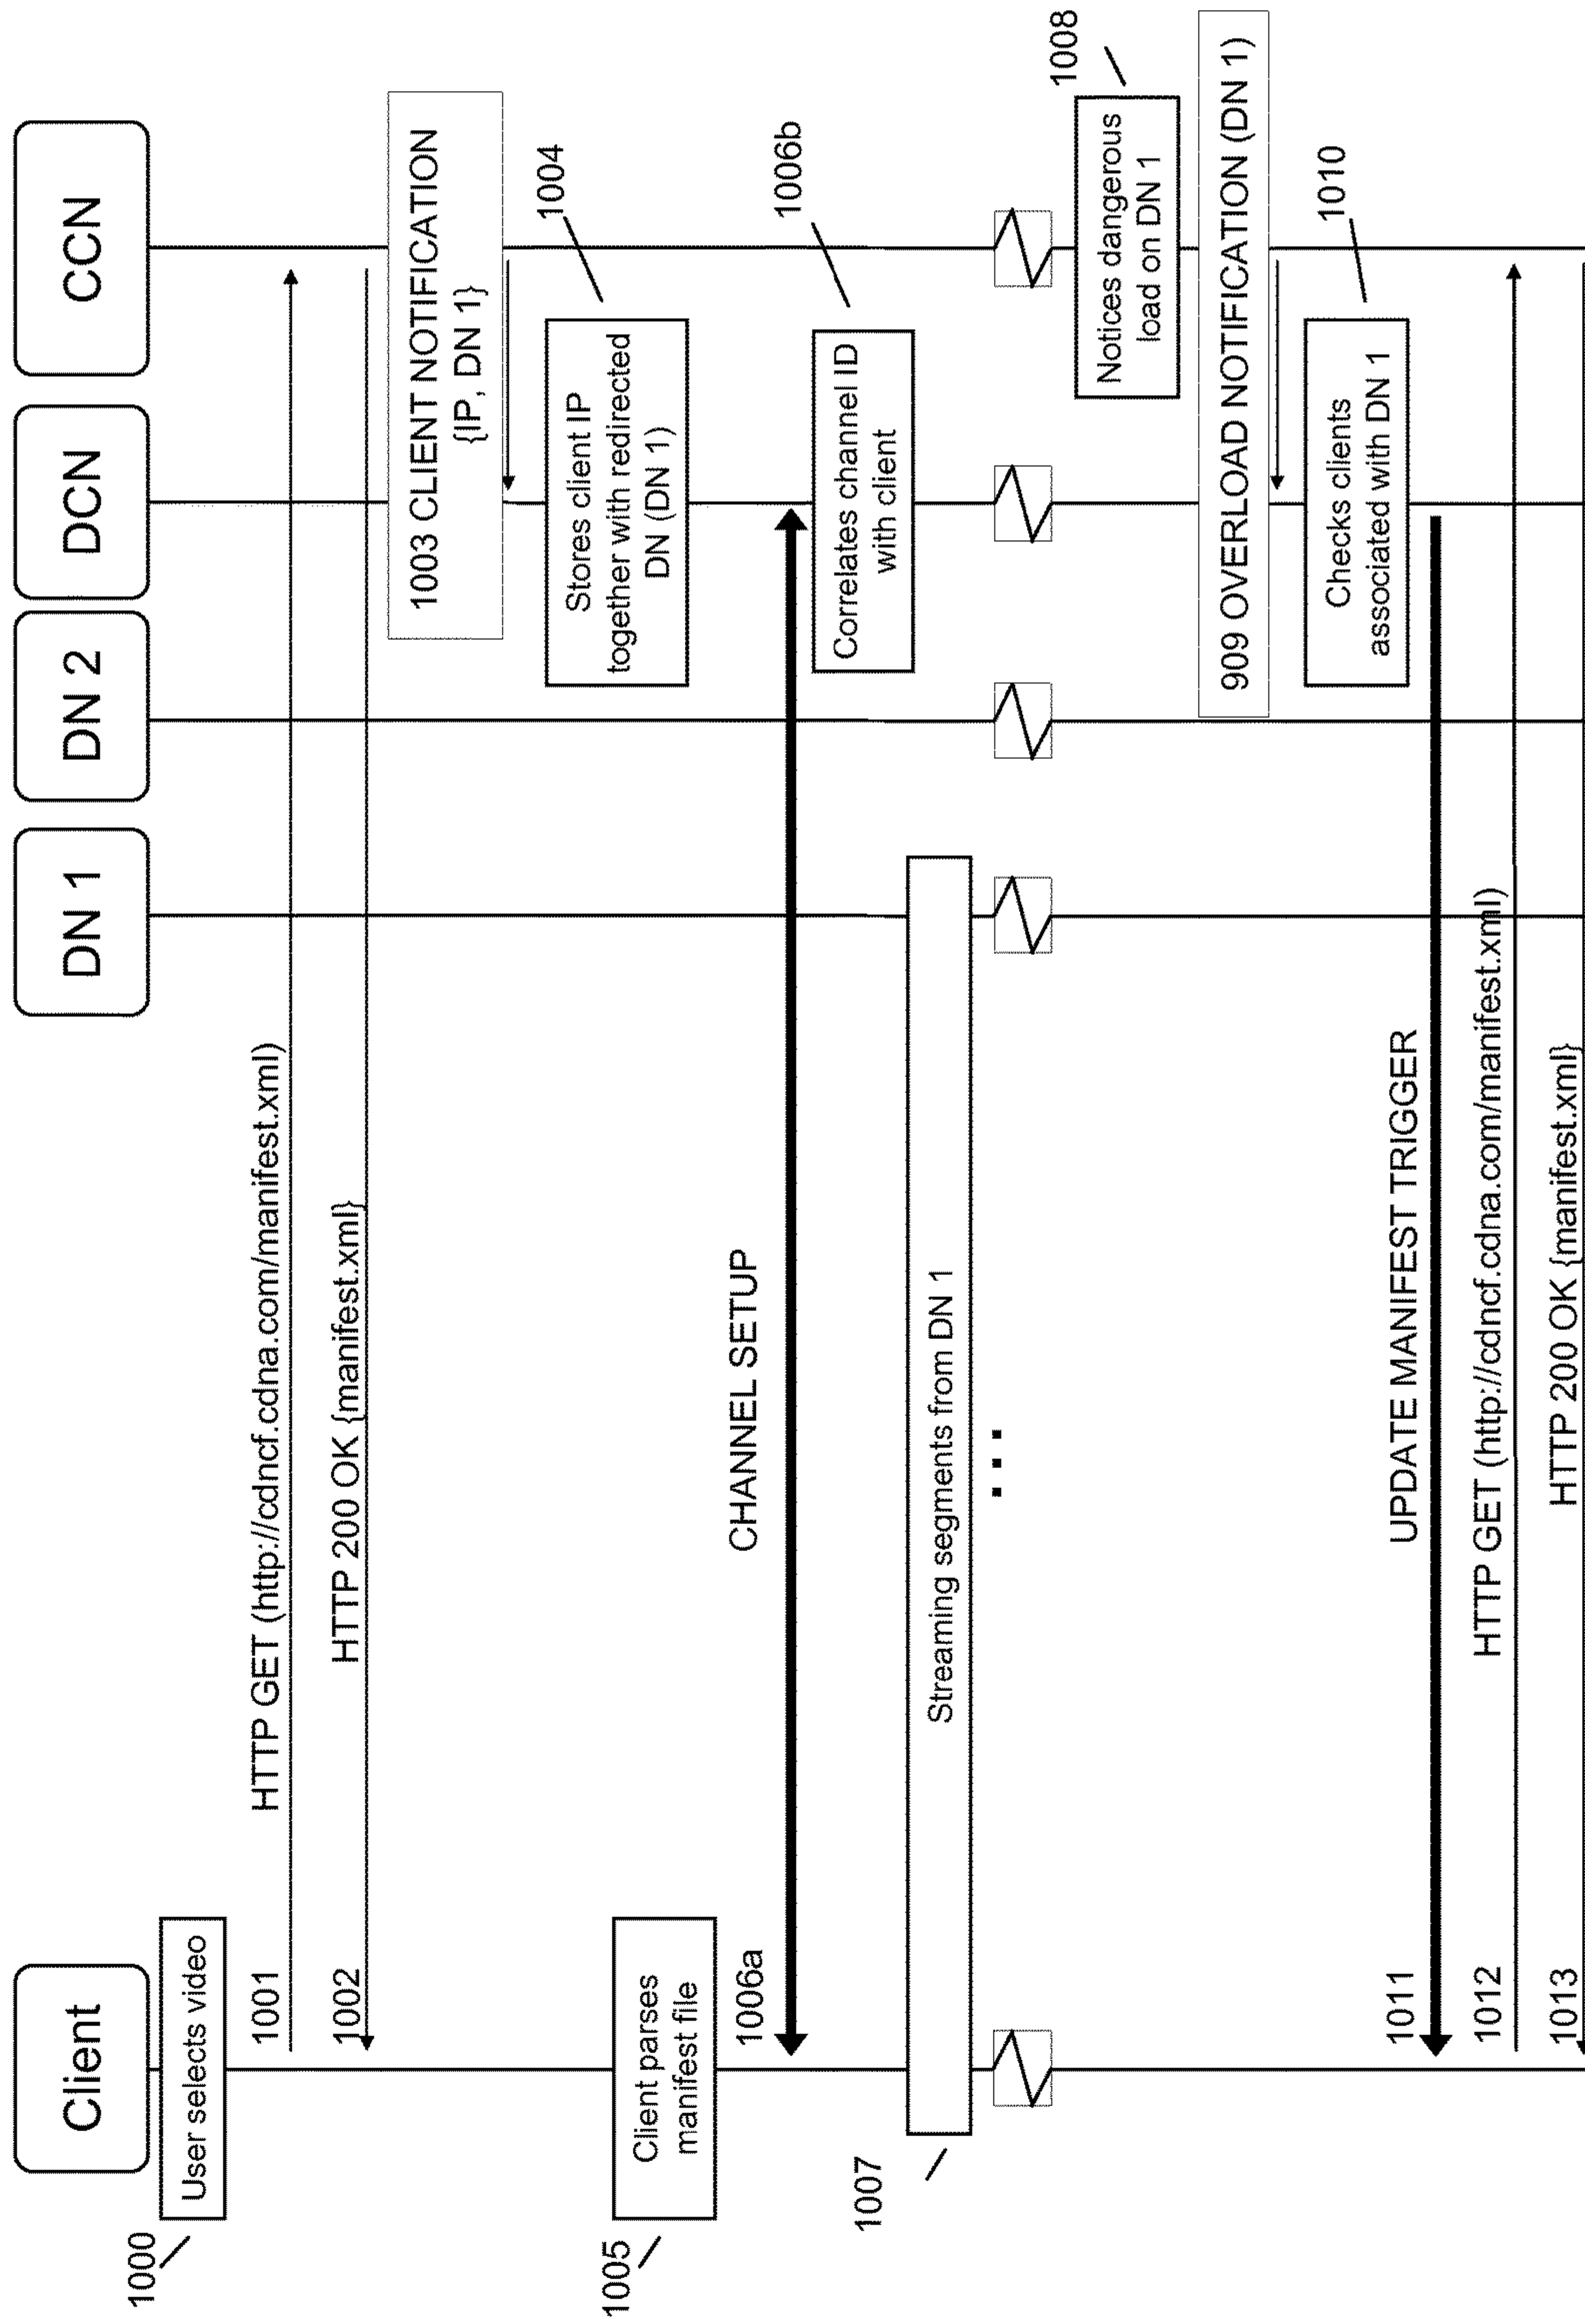 Client
DN 1
DN 2
DCN
CCN
1000
User selects video
1001
HTTP GET (http://cdncf.cdna.com/manifest.xml)
1002
HTTP 200 OK {manifest.xml}
1003 CLIENT NOTIFICATION
{IP, DN 1}
1004
Stores client IP
together with redirected
DN (DN 1)
1005
Client parses
manifest file
1006a
CHANNEL SETUP
1006b
Correlates channel ID
with client
1007
Streaming segments from DN 1
...
1008
Notices dangerous
load on DN 1
909 OVERLOAD NOTIFICATION (DN 1)
1010
Checks clients
associated with DN 1
1011
UPDATE MANIFEST TRIGGER
1012
HTTP GET (http://cdncf.cdna.com/manifest.xml)
1013
HTTP 200 OK {manifest.xml}